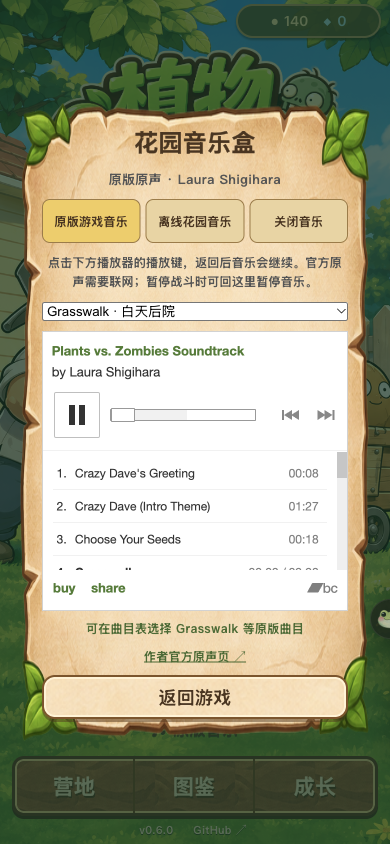 140 0
植物
花园音乐盒
原版原声 · Laura Shigihara
原版游戏音乐 离线花园音乐 关闭音乐
点击下方播放器的播放键，返回后音乐会继续。官方原
声需要联网；暂停战斗时可回这里暂停音乐。
Grasswalk · 白天后院
Plants vs. Zombies Soundtrack
by Laura Shigihara
1. Crazy Dave's Greeting 00:08
2. Crazy Dave (Intro Theme) 01:27
3. Choose Your Seeds 00:18
buy share bc
可在曲目表选择 Grasswalk 等原版曲目
作者官方原声页 ↗
返回游戏
营地 图鉴 成长
v0.6.0 GitHub ↗